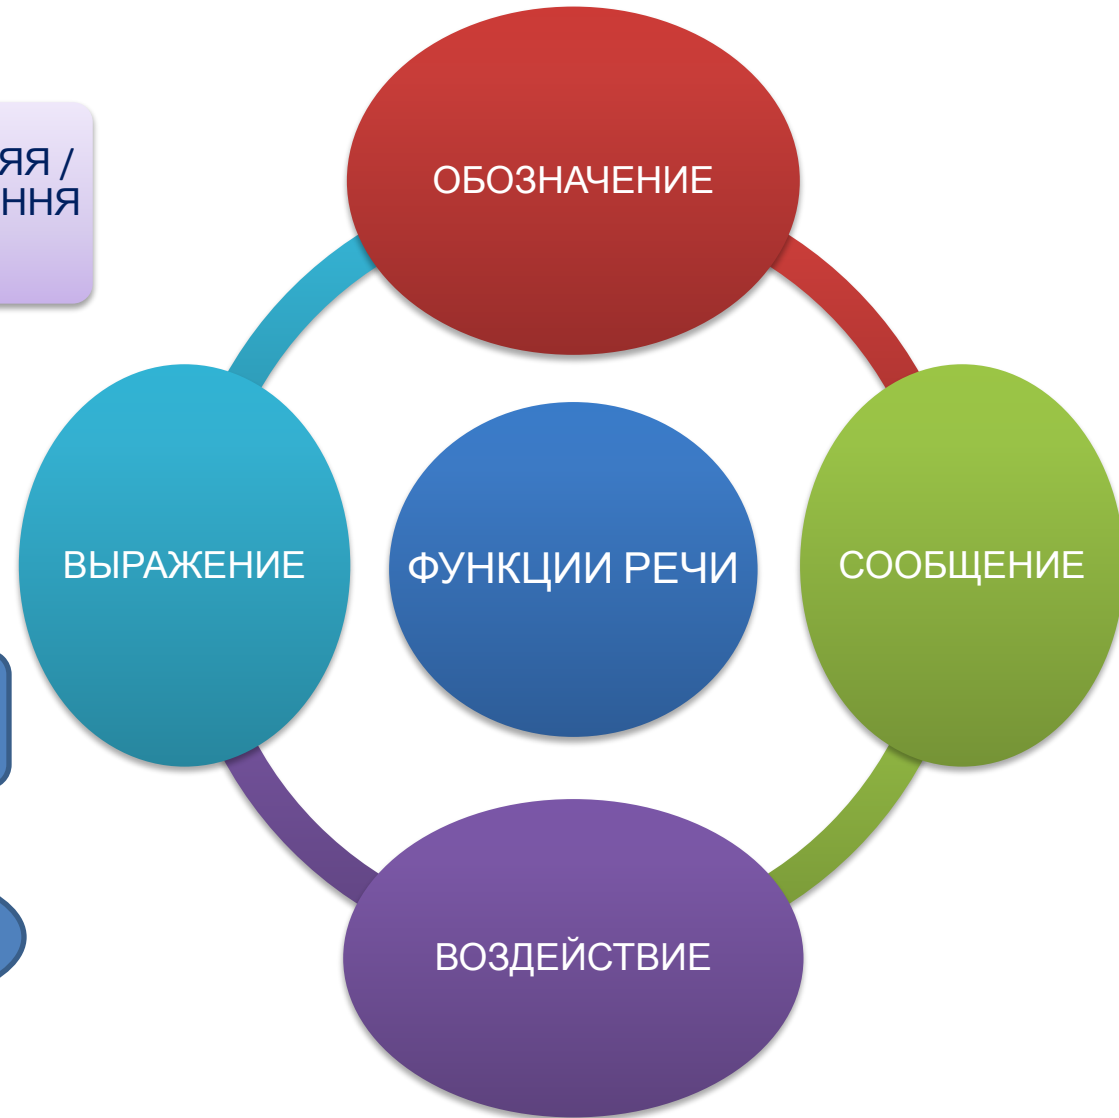 ОБОЗНАЧЕНИЕ
ЯЯ /
ННЯ
ВЫРАЖЕНИЕ
ФУНКЦИИ РЕЧИ
СООБЩЕНИЕ
ВОЗДЕЙСТВИЕ